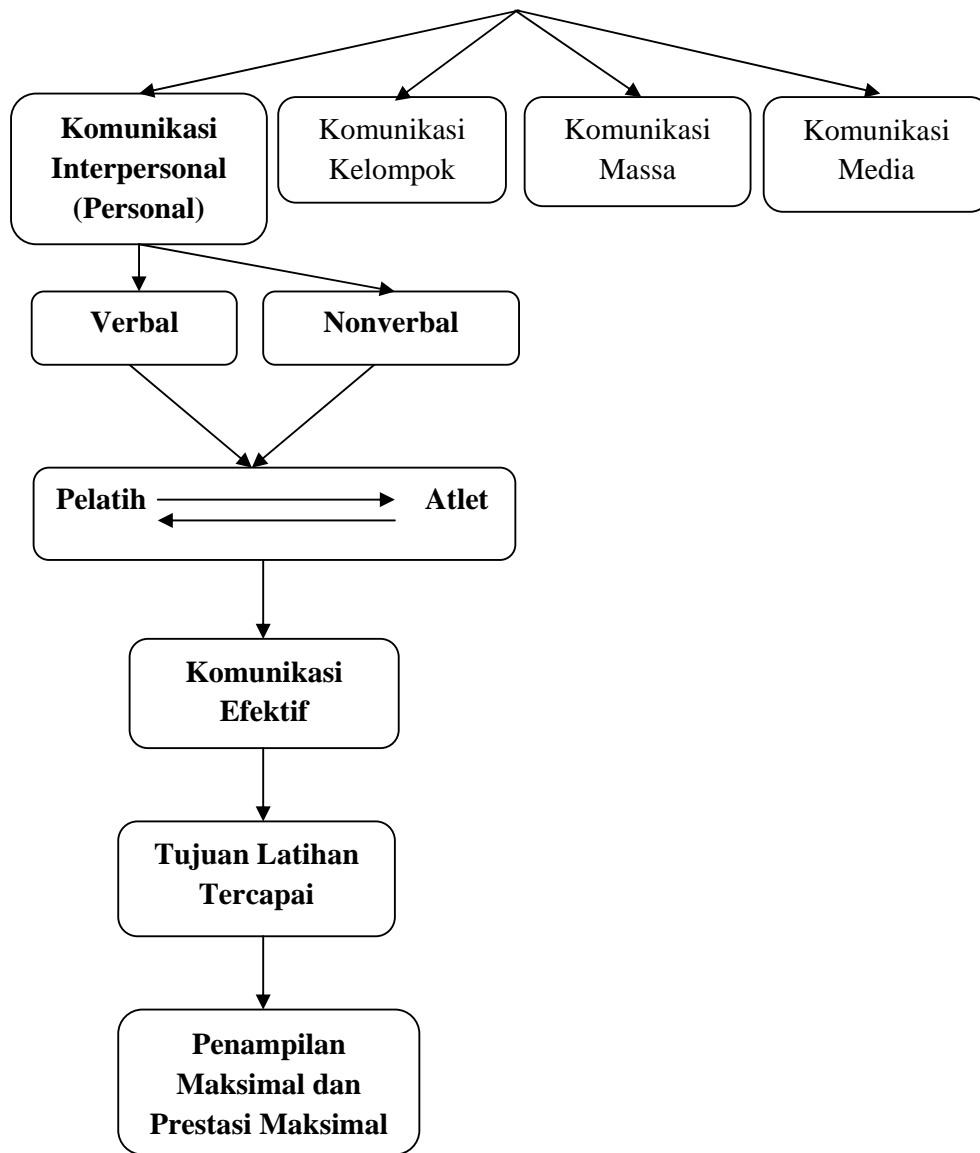 Komunikasi
Interpersonal
(Personal)
Komunikasi
Kelompok
Komunikasi
Massa
Komunikasi
Media
Verbal
Nonverbal
Pelatih
Atlet
Komunikasi
Efektif
Tujuan Latihan
Tercapai
Penampilan
Maksimal dan
Prestasi Maksimal